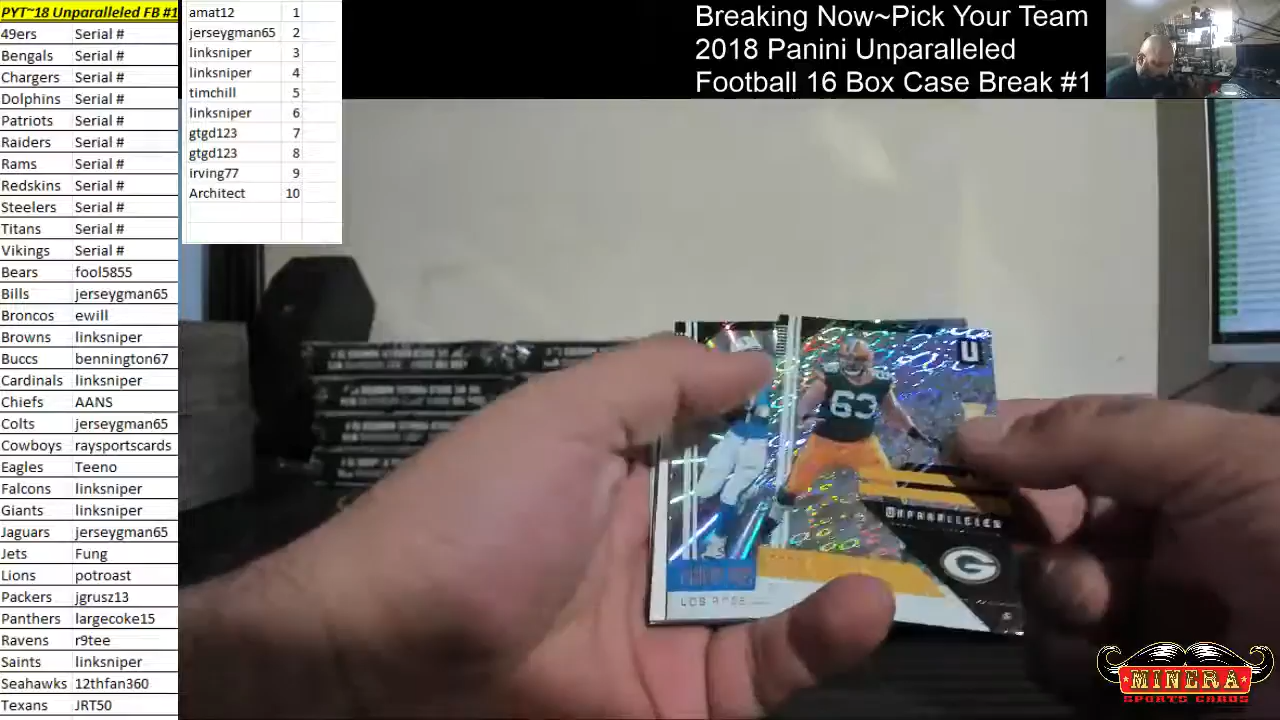 PYT~18 Unparalleled FB #1
49ers Serial #
Bengals Serial #
Chargers Serial #
Dolphins Serial #
Patriots Serial #
Raiders Serial #
Rams Serial #
Redskins Serial #
Steelers Serial #
Titans Serial #
Vikings Serial #
Bears fool5855
Bills jerseygman65
Broncos ewill
Browns linksniper
Buccs bennington67
Cardinals linksniper
Chiefs AANS
Colts jerseygman65
Cowboys raysportscards
Eagles Teeno
Falcons linksniper
Giants linksniper
Jaguars jerseygman65
Jets Fung
Lions potroast
Packers jgrusz13
Panthers largecoke15
Ravens r9tee
Saints linksniper
Seahawks 12thfan360
Texans JRT50
amat12 1
jerseygman65 2
linksniper 3
linksniper 4
timchill 5
linksniper 6
gtgd123 7
gtgd123 8
irving77 9
Architect 10
Breaking Now~Pick Your Team
2018 Panini Unparalleled
Football 16 Box Case Break #1
U
63
UNPARALLELED
G
LOS
MINERA
SPORTS CARDS